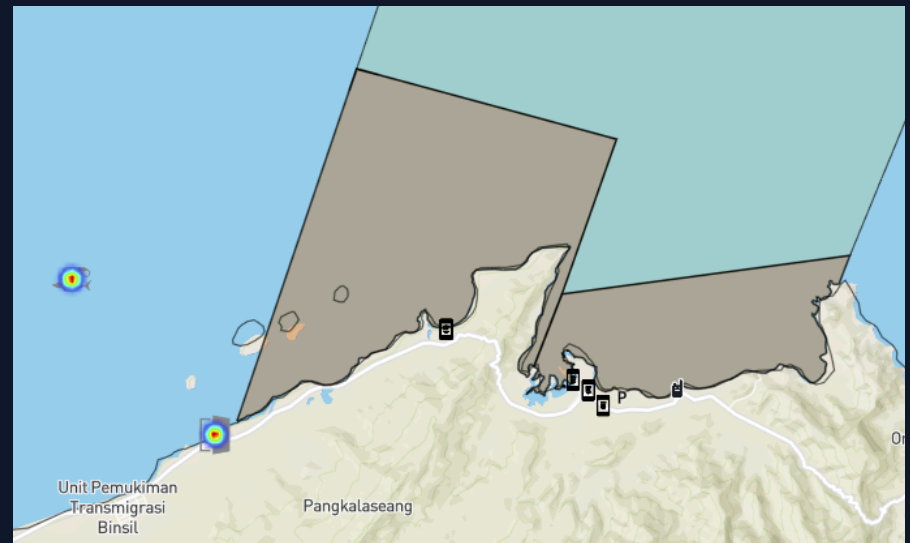 P
Or
Unit Pemukiman
Transmigrasi
Binsil
Pangkalaseang